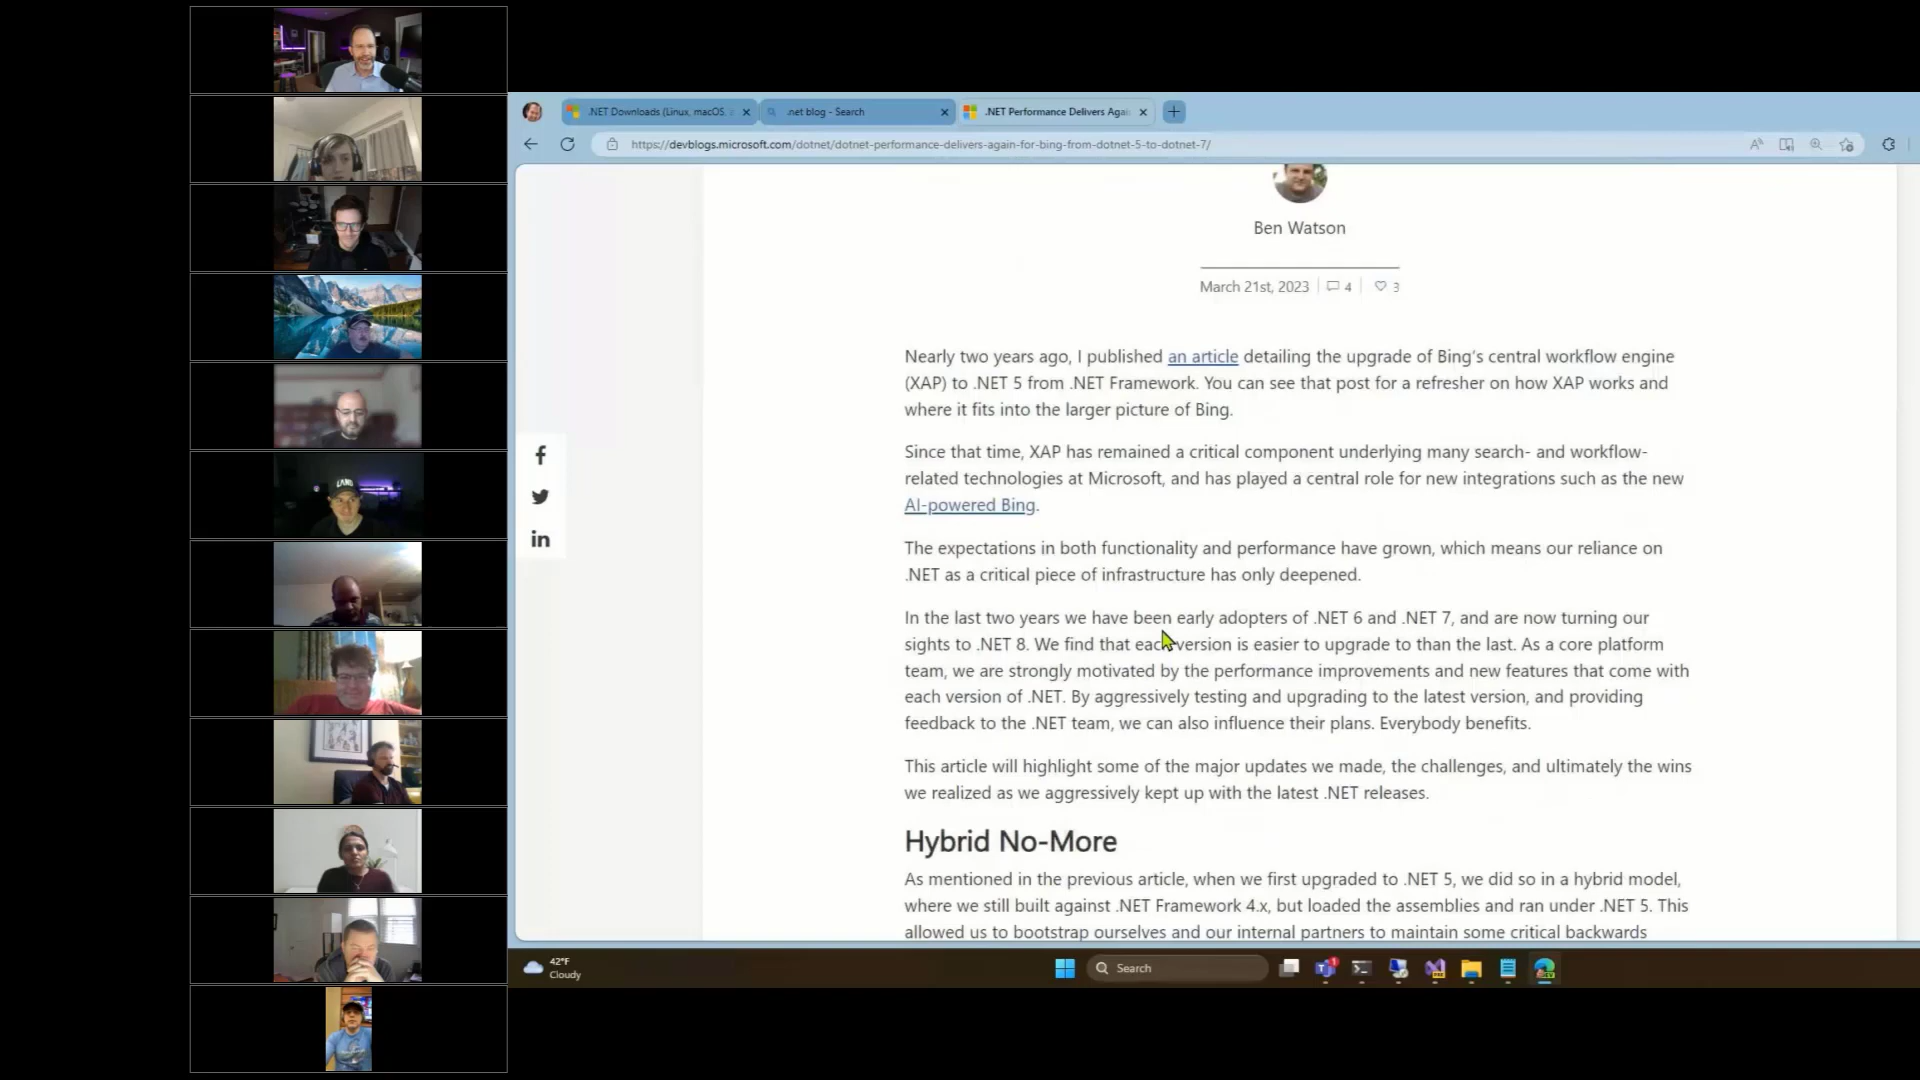 .NET Downloads (Linux, macOS,
.net blog - Search
.NET Performance Delivers Agai
https://devblogs.microsoft.com/dotnet/dotnet-performance-delivers-again-for-bing-from-dotnet-5-to-dotnet-7/
Ben Watson
March 21st, 2023
4
3
Nearly two years ago, I published an article detailing the upgrade of Bing's central workflow engine
(XAP) to .NET 5 from .NET Framework. You can see that post for a refresher on how XAP works and
where it fits into the larger picture of Bing.
Since that time, XAP has remained a critical component underlying many search- and workflow-
related technologies at Microsoft, and has played a central role for new integrations such as the new
AI-powered Bing.
The expectations in both functionality and performance have grown, which means our reliance on
.NET as a critical piece of infrastructure has only deepened.
In the last two years we have been early adopters of .NET 6 and .NET 7, and are now turning our
sights to .NET 8. We find that each version is easier to upgrade to than the last. As a core platform
team, we are strongly motivated by the performance improvements and new features that come with
each version of .NET. By aggressively testing and upgrading to the latest version, and providing
feedback to the .NET team, we can also influence their plans. Everybody benefits.
This article will highlight some of the major updates we made, the challenges, and ultimately the wins
we realized as we aggressively kept up with the latest .NET releases.
Hybrid No-More
As mentioned in the previous article, when we first upgraded to .NET 5, we did so in a hybrid model,
where we still built against .NET Framework 4.x, but loaded the assemblies and ran under .NET 5. This
allowed us to bootstrap ourselves and our internal partners to maintain some critical backwards
42°F
Cloudy
Search